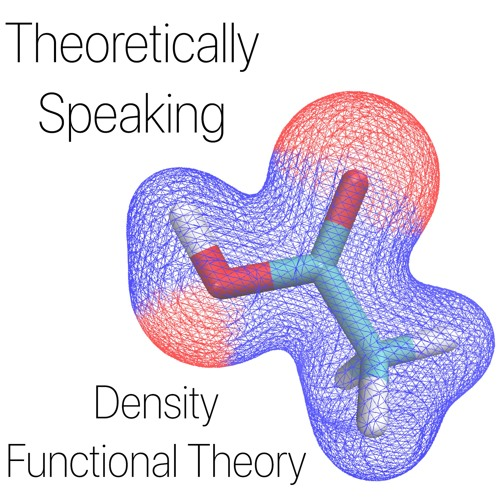 Theoretically
Speaking
Density
Functional Theory